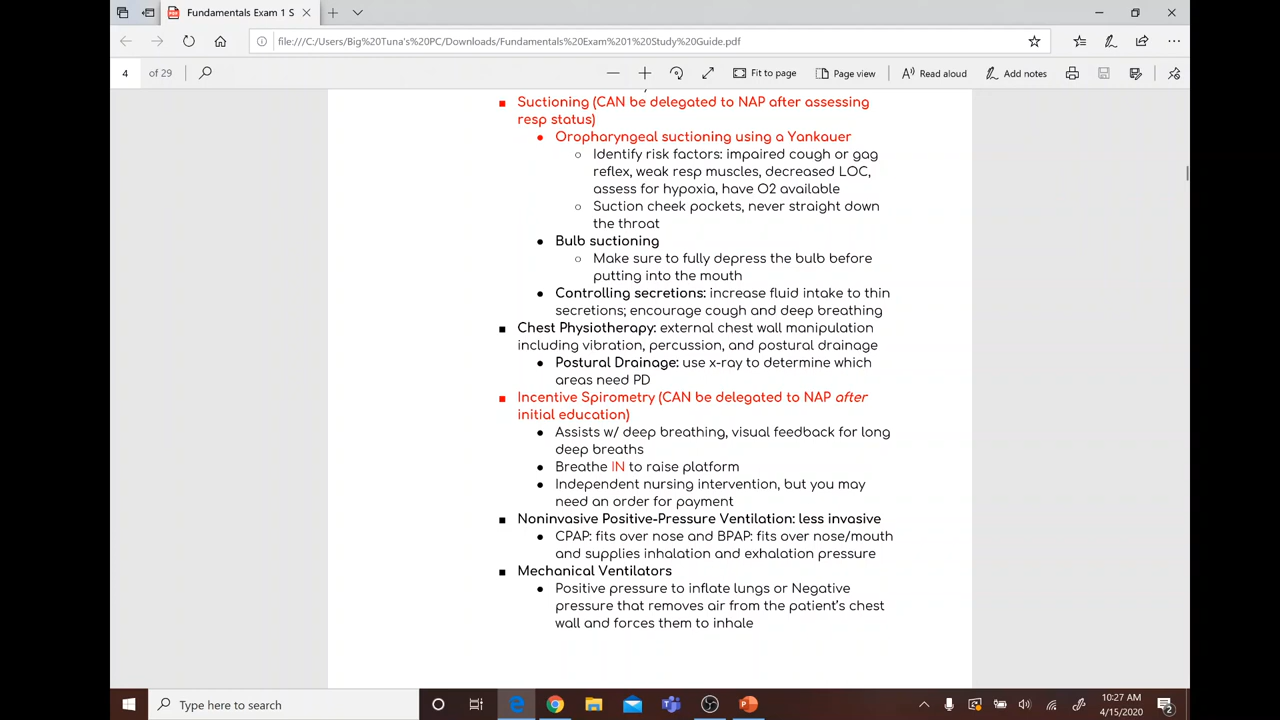 Fundamentals Exam 1 S
file:///C:/Users/Big%20Tuna's%20PC/Downloads/Fundamentals%20Exam%201%20Study%20Guide.pdf
4 of 29
Fit to page
Page view
Read aloud
Add notes
■ Suctioning (CAN be delegated to NAP after assessing
resp status)
● Oropharyngeal suctioning using a Yankauer
○ Identify risk factors: impaired cough or gag
reflex, weak resp muscles, decreased LOC,
assess for hypoxia, have O2 available
○ Suction cheek pockets, never straight down
the throat
● Bulb suctioning
○ Make sure to fully depress the bulb before
putting into the mouth
● Controlling secretions: increase fluid intake to thin
secretions; encourage cough and deep breathing
■ Chest Physiotherapy: external chest wall manipulation
including vibration, percussion, and postural drainage
● Postural Drainage: use x-ray to determine which
areas need PD
■ Incentive Spirometry (CAN be delegated to NAP after
initial education)
● Assists w/ deep breathing, visual feedback for long
deep breaths
● Breathe IN to raise platform
● Independent nursing intervention, but you may
need an order for payment
■ Noninvasive Positive-Pressure Ventilation: less invasive
● CPAP: fits over nose and BPAP: fits over nose/mouth
and supplies inhalation and exhalation pressure
■ Mechanical Ventilators
● Positive pressure to inflate lungs or Negative
pressure that removes air from the patient's chest
wall and forces them to inhale
Type here to search
10:27 AM
4/15/2020
2